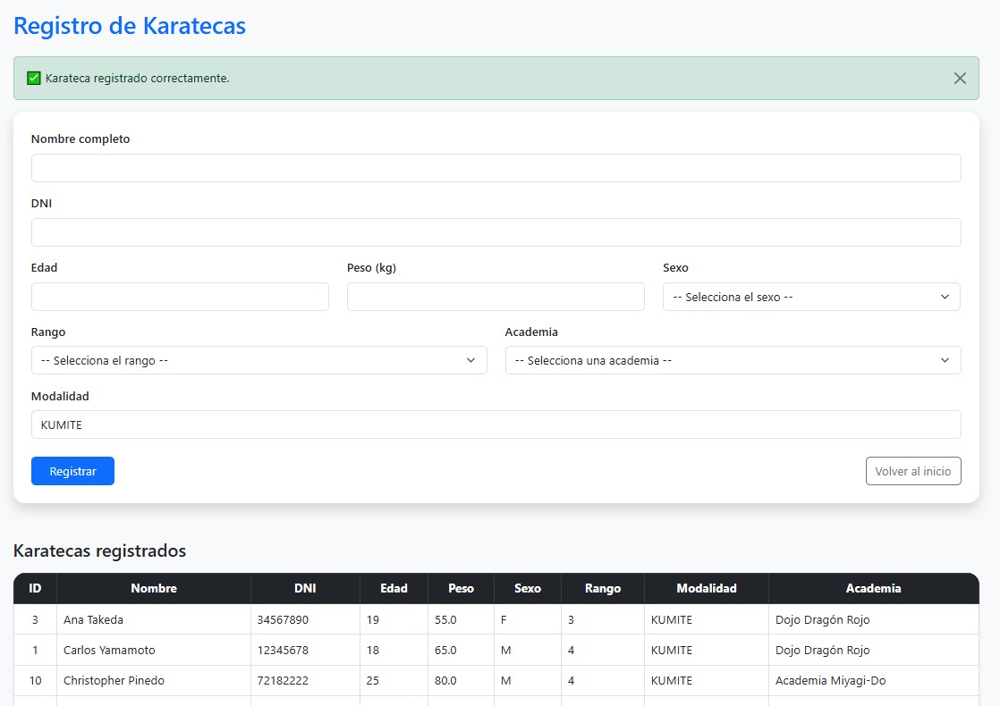 Registro de Karatecas
✅ Karateca registrado correctamente.
Nombre completo
DNI
Edad Peso (kg) Sexo
-- Selecciona el sexo --
Rango Academia
-- Selecciona el rango -- -- Selecciona una academia --
Modalidad
KUMITE
Registrar Volver al inicio
Karatecas registrados
ID Nombre DNI Edad Peso Sexo Rango Modalidad Academia
3 Ana Takeda 34567890 19 55.0 F 3 KUMITE Dojo Dragón Rojo
1 Carlos Yamamoto 12345678 18 65.0 M 4 KUMITE Dojo Dragón Rojo
10 Christopher Pinedo 72182222 25 80.0 M 4 KUMITE Academia Miyagi-Do